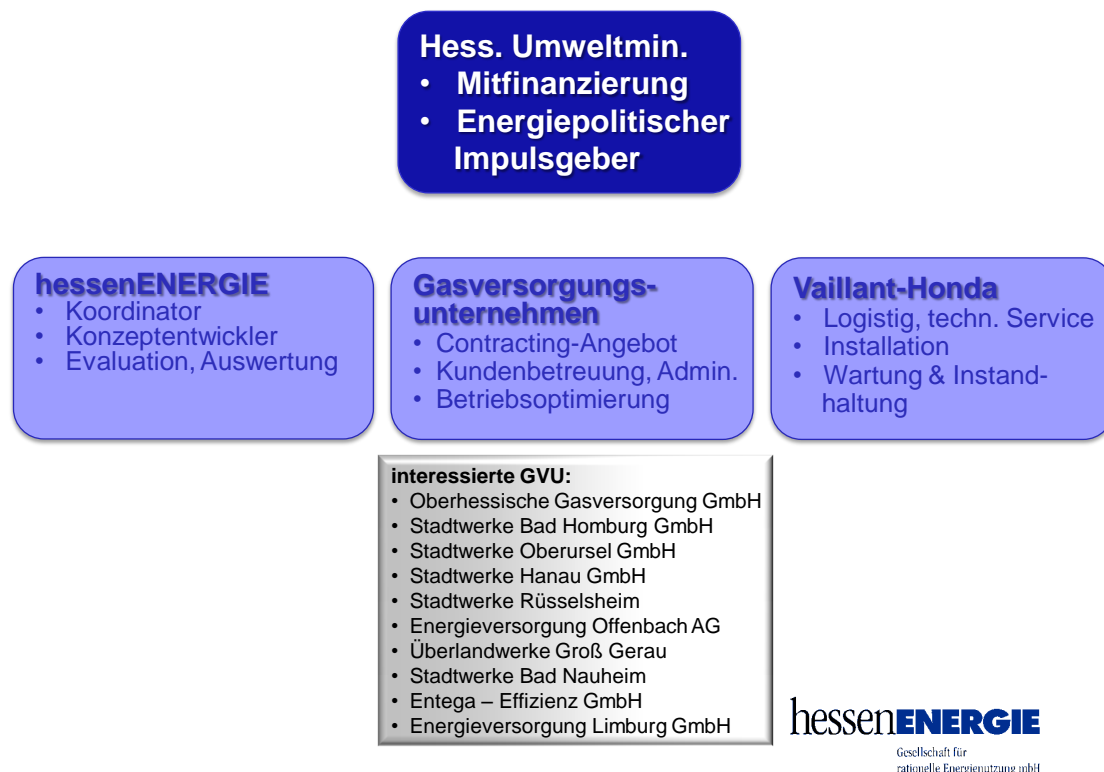 Hess. Umweltmin.
• Mitfinanzierung
• Energiepolitischer
Impulsgeber
hessenENERGIE
• Koordinator
• Konzeptentwickler
• Evaluation, Auswertung
Gasversorgungs-
unternehmen
• Contracting-Angebot
• Kundenbetreuung, Admin.
• Betriebsoptimierung
Vaillant-Honda
• Logistig, techn. Service
• Installation
• Wartung & Instand-
haltung
interessierte GVU:
• Oberhessische Gasversorgung GmbH
• Stadtwerke Bad Homburg GmbH
• Stadtwerke Oberursel GmbH
• Stadtwerke Hanau GmbH
• Stadtwerke Rüsselsheim
• Energieversorgung Offenbach AG
• Überlandwerke Groß Gerau
• Stadtwerke Bad Nauheim
• Entega – Effizienz GmbH
• Energieversorgung Limburg GmbH
hessenENERGIE
Gesellschaft für
rationelle Energienutzung mbH